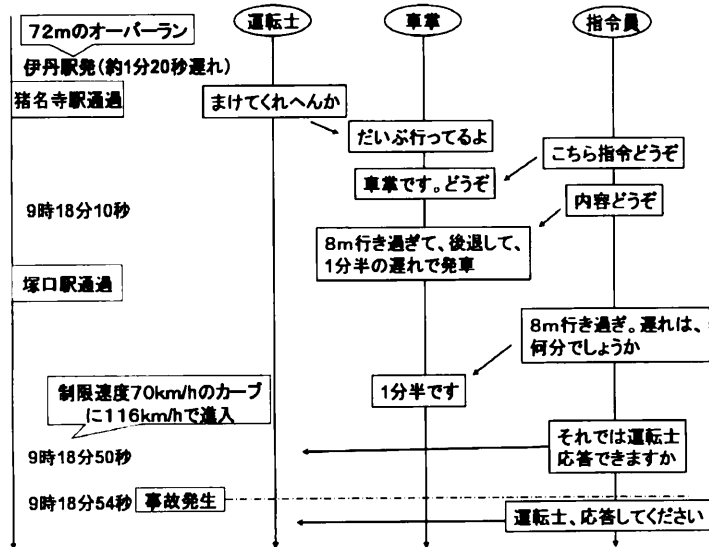 運転士
車掌
指令員
72mのオーバーラン
伊丹駅発(約1分20秒遅れ)
猪名寺駅通過
まけてくれへんか
だいぶ行ってるよ
こちら指令どうぞ
車掌です。どうぞ
内容どうぞ
9時18分10秒
8m行き過ぎて、後退して、
1分半の遅れで発車
塚口駅通過
8m行き過ぎ。遅れは、
何分でしょうか
制限速度70km/hのカーブ
に116km/hで進入
1分半です
それでは運転士
応答できますか
9時18分50秒
9時18分54秒
事故発生
運転士、応答してください